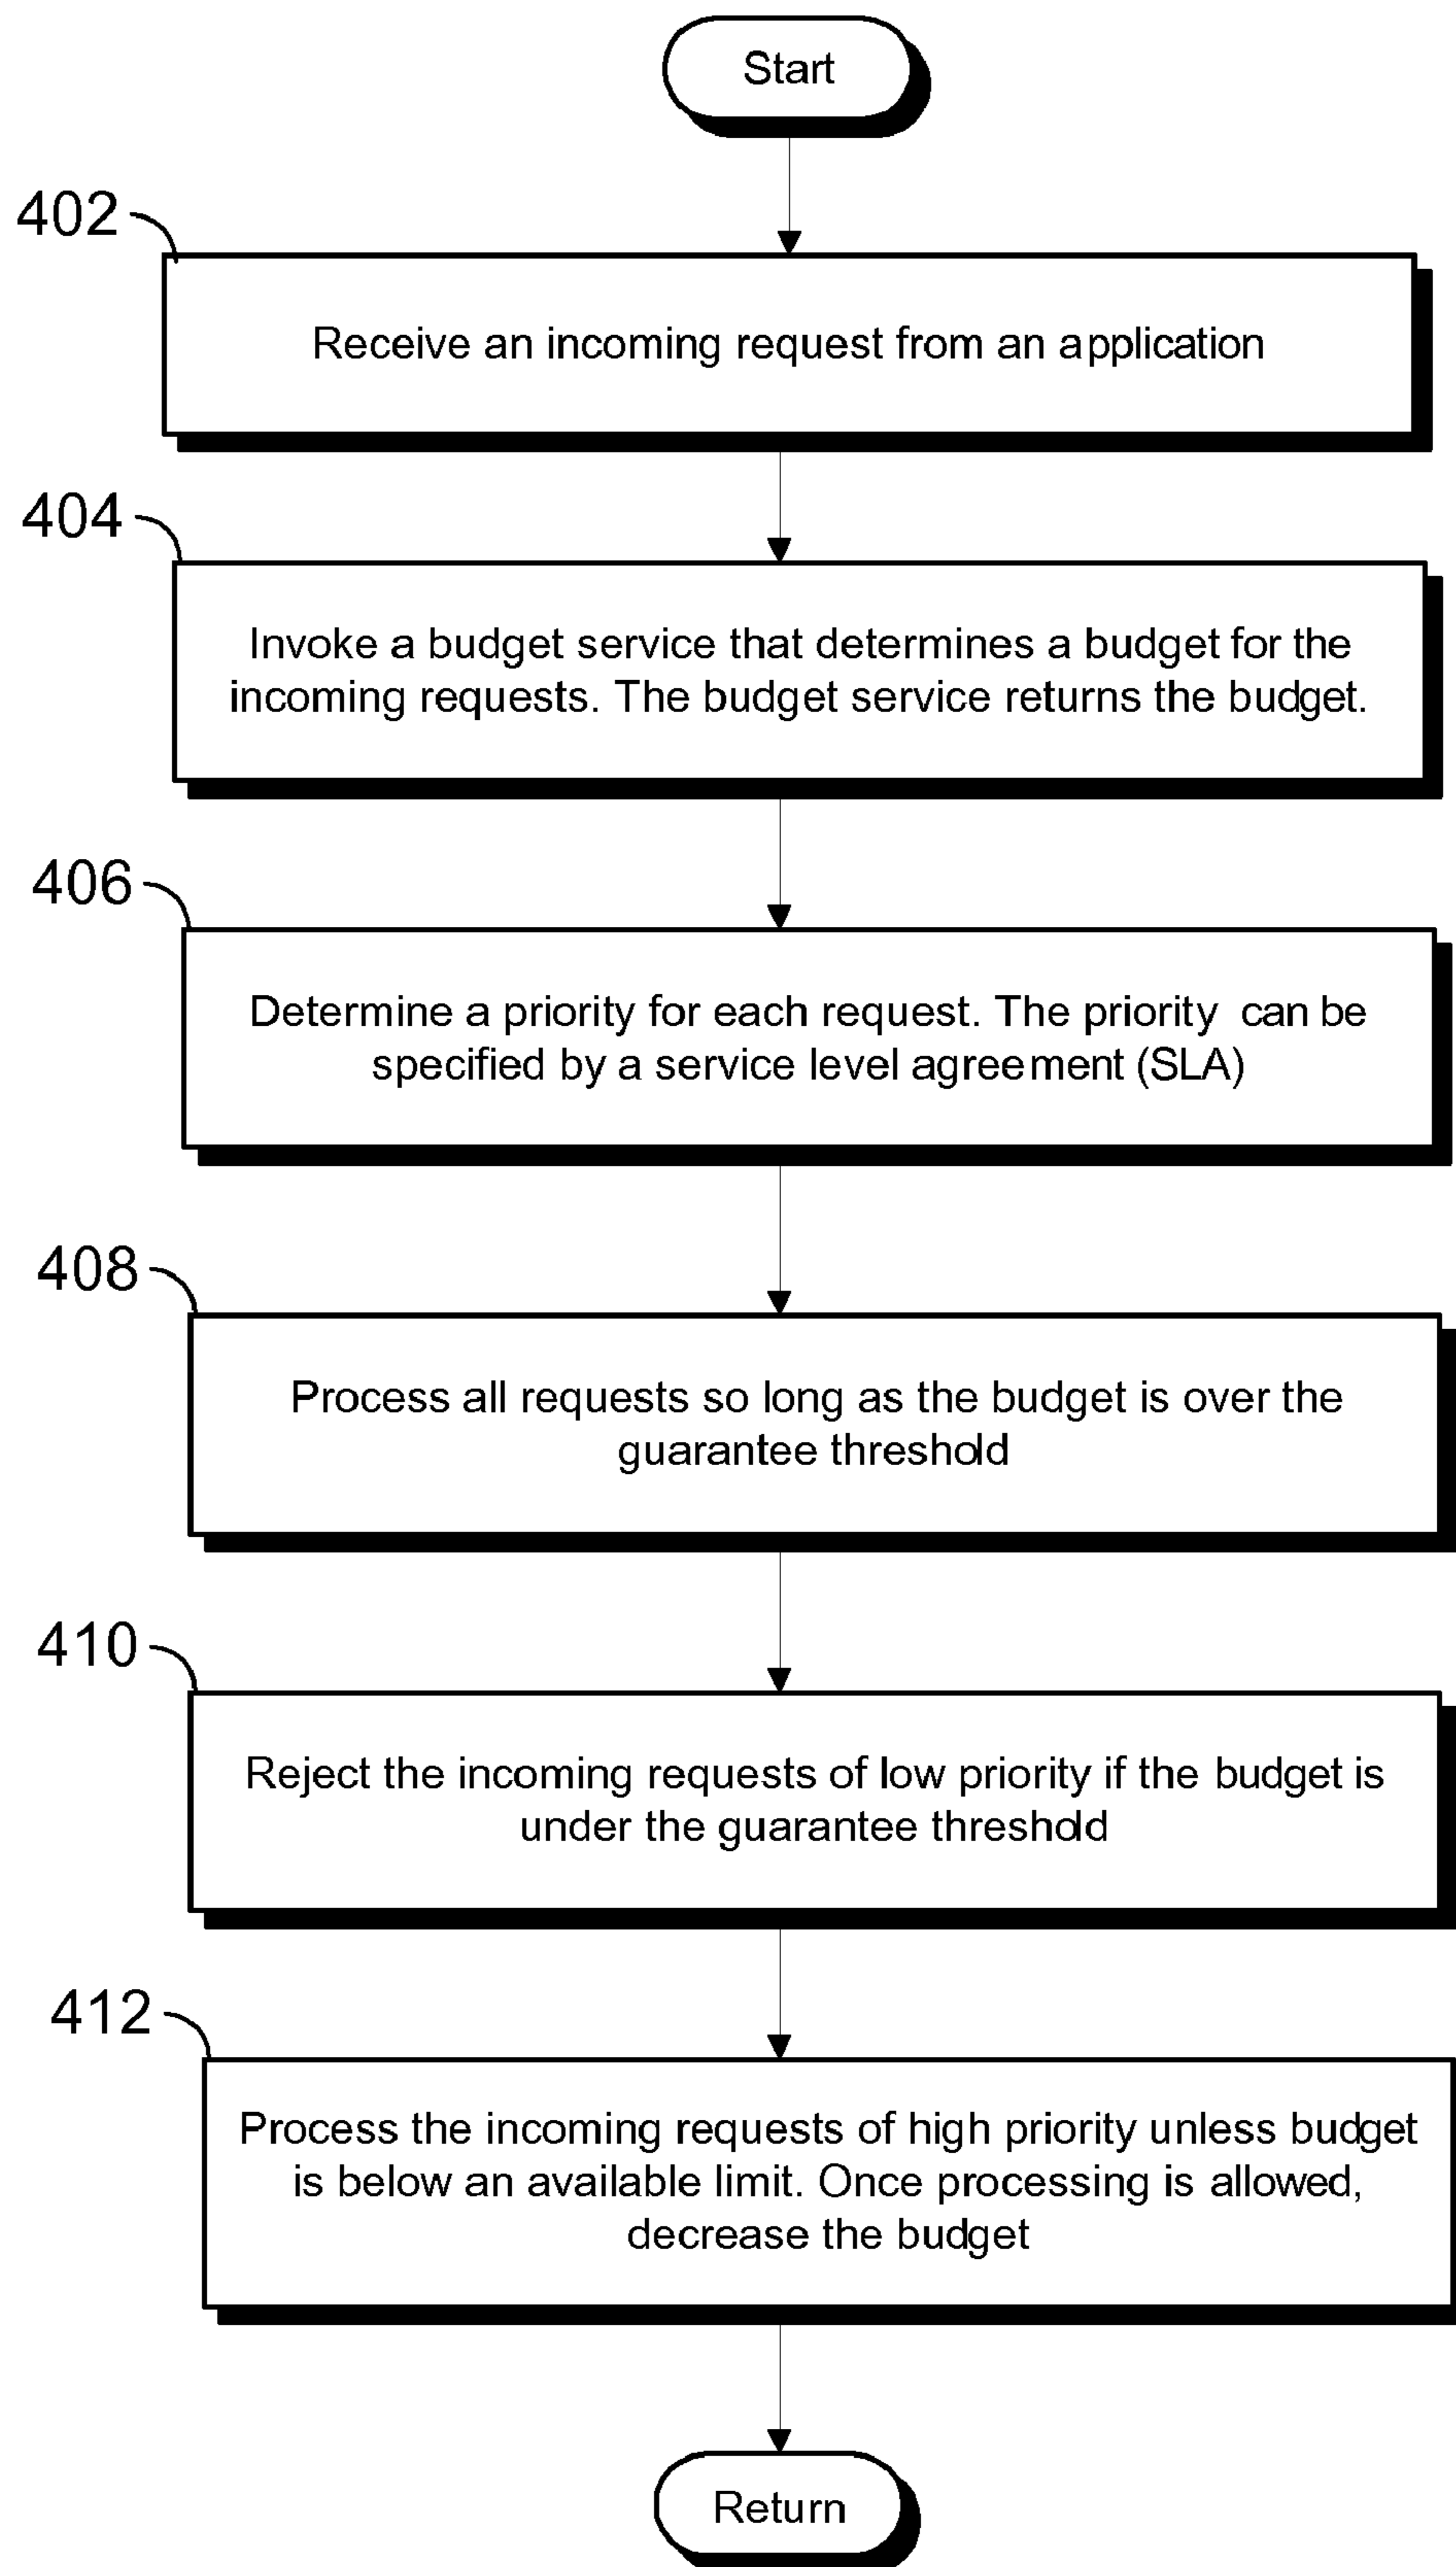 Start
402
Receive an incoming request from an application
404
Invoke a budget service that determines a budget for the
incoming requests. The budget service returns the budget.
406
Determine a priority for each request. The priority can be
specified by a service level agreement (SLA)
408
Process all requests so long as the budget is over the
guarantee threshold
410
Reject the incoming requests of low priority if the budget is
under the guarantee threshold
412
Process the incoming requests of high priority unless budget
is below an available limit. Once processing is allowed,
decrease the budget
Return